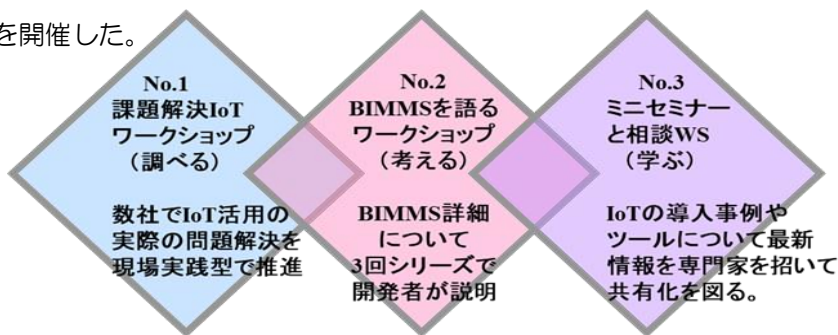 を開催した。
No.1
課題解決IoT
ワークショップ
（調べる）
数社でIoT活用の
実際の問題解決を
現場実践型で推進
No.2
BIMMSを語る
ワークショップ
（考える）
BIMMS詳細
について
3回シリーズで
開発者が説明
No.3
ミニセミナー
と相談WS
（学ぶ）
IoTの導入事例や
ツールについて最新
情報を専門家を招いて
共有化を図る。